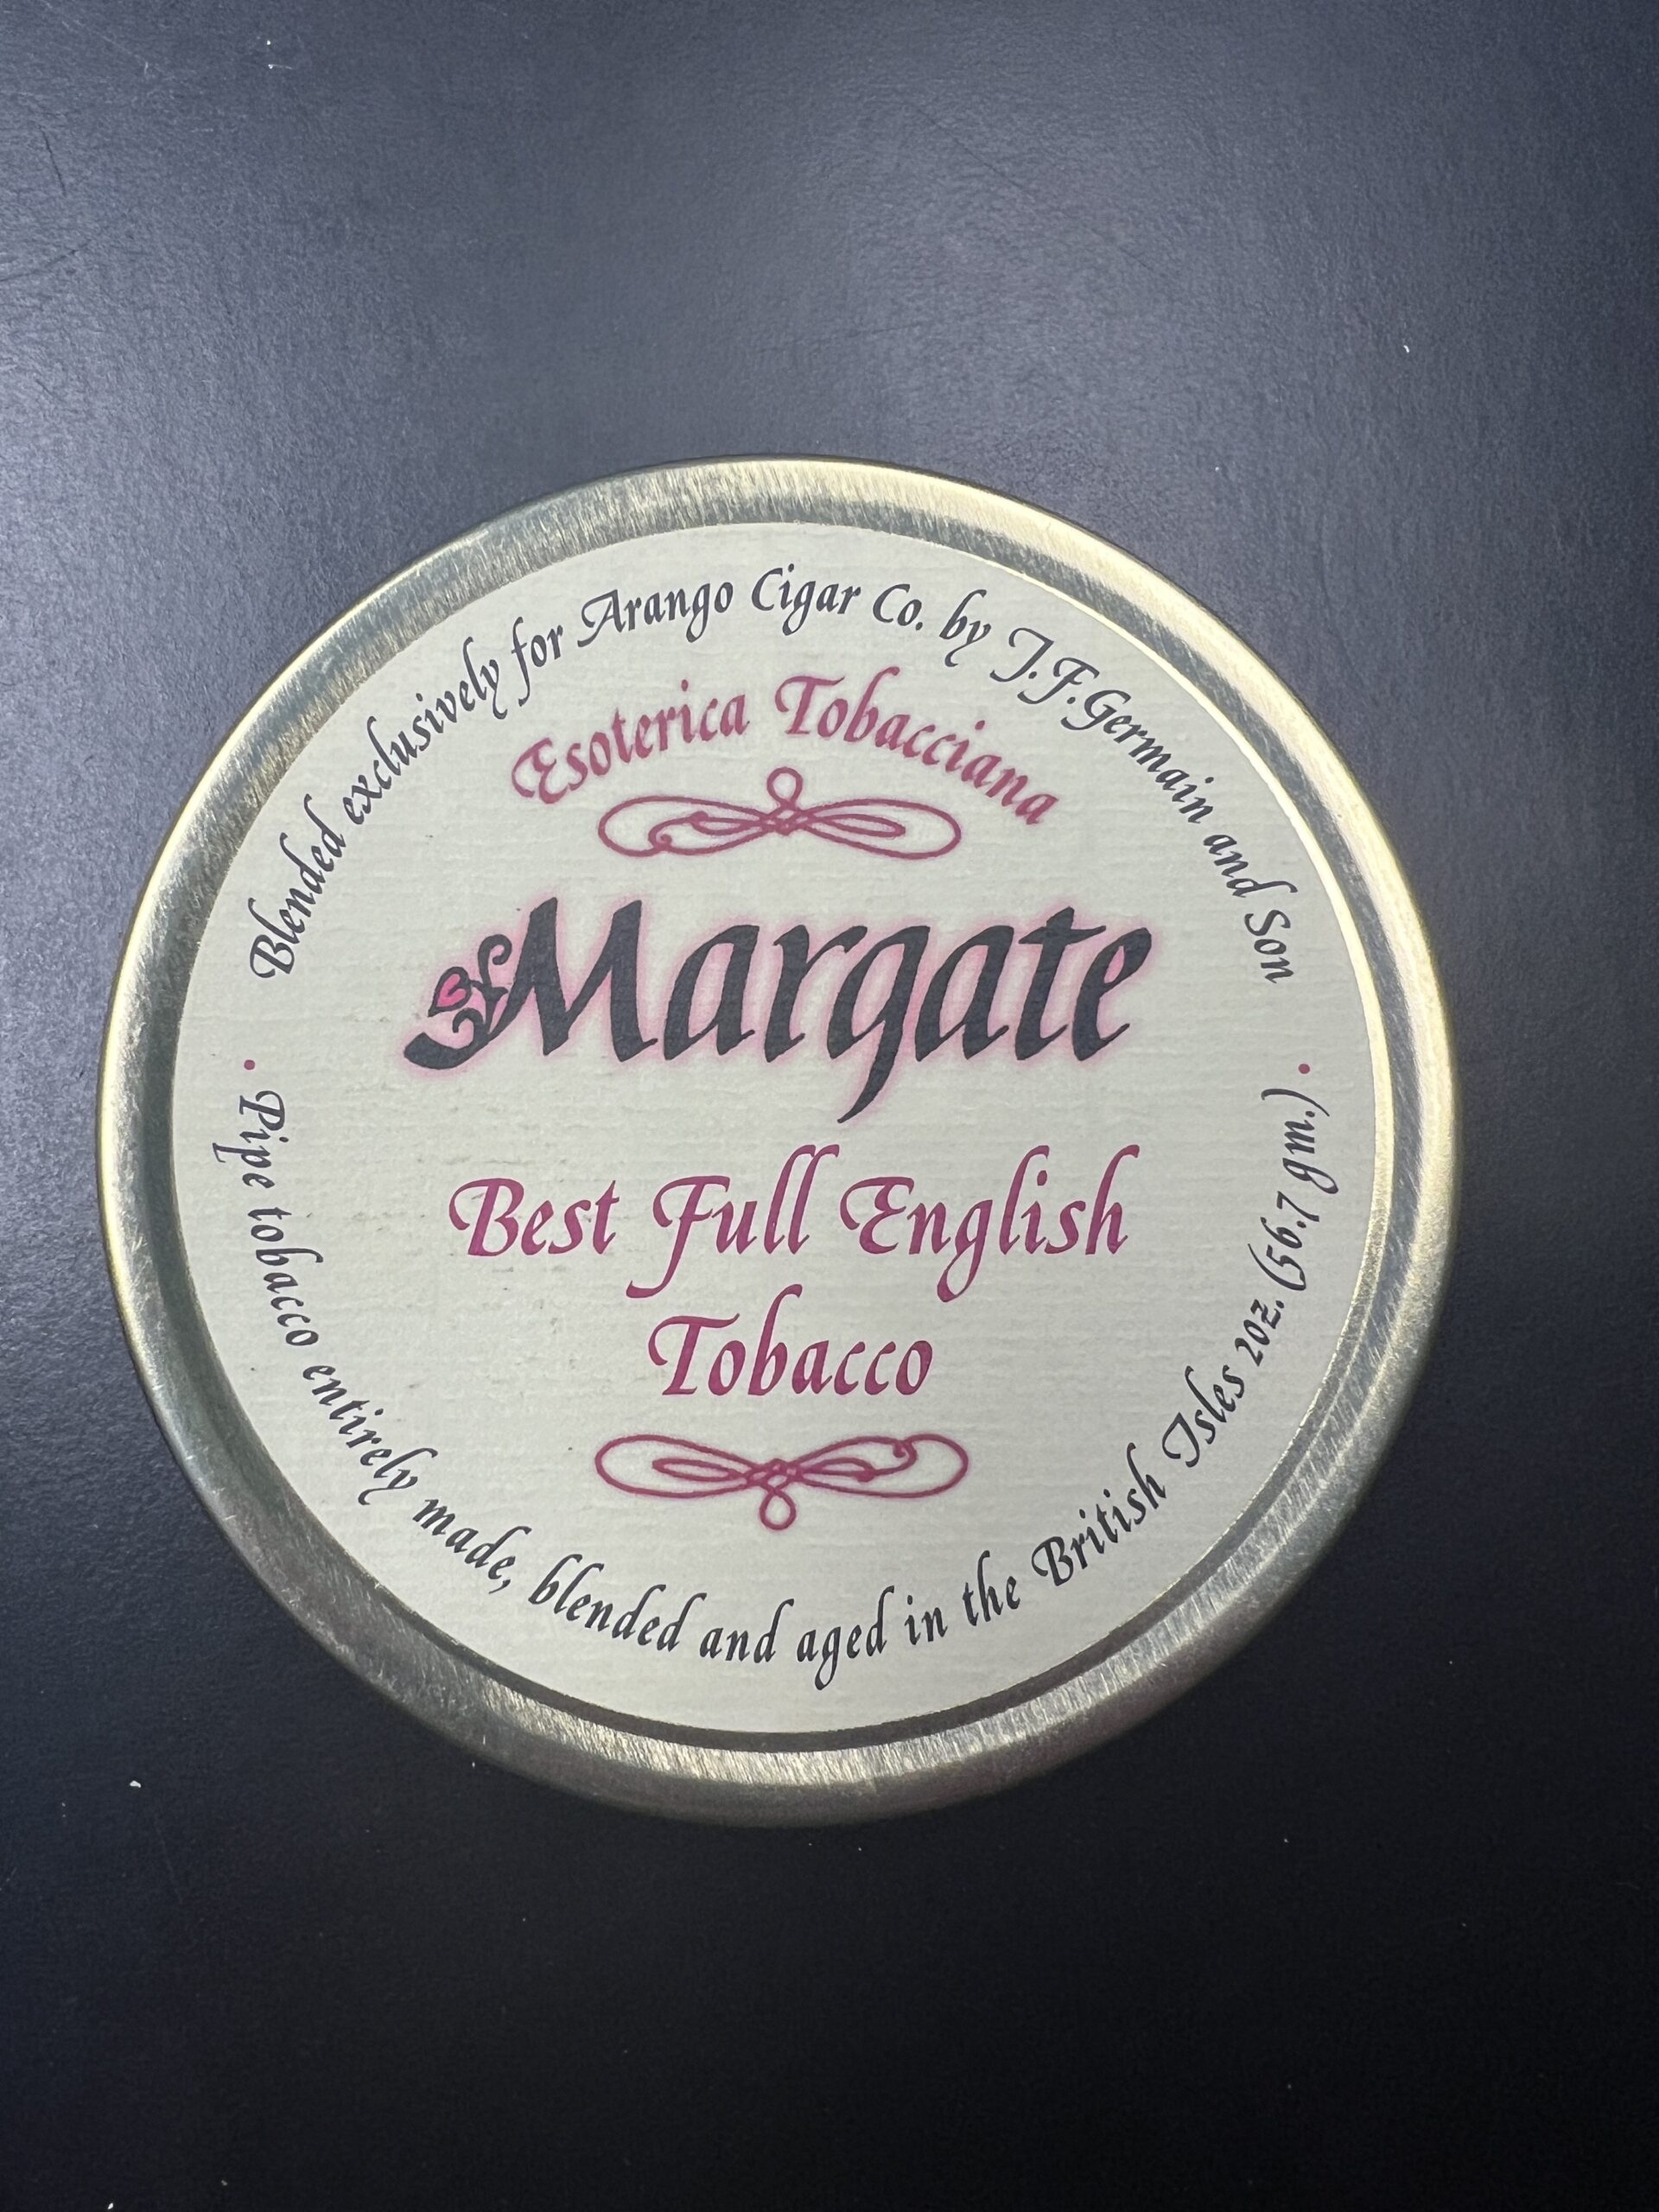 Blended exclusively for Arango Cigar Co. by J.F.Germain and Son
Esoterica Tobacciana
Margate
Best Full English
Tobacco
• Pipe tobacco entirely made, blended and aged in the British Isles 2oz. (56.7 gm.) •